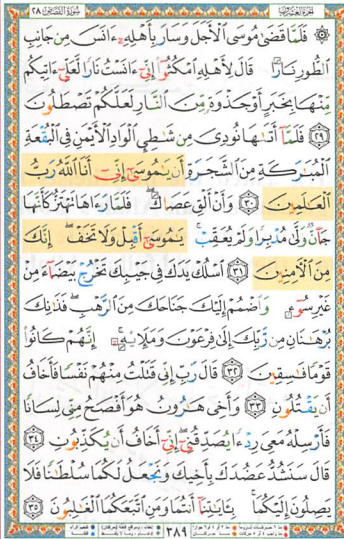 سُورَةُ القَصَصِ ٢٨
الجزء العشرون
۞ فَلَمَّا قَضَىٰ مُوسَى ٱلْأَجَلَ وَسَارَ بِأَهْلِهِۦٓ ءَانَسَ مِن جَانِبِ
ٱلطُّورِ نَارًا قَالَ لِأَهْلِهِ ٱمْكُثُوٓا۟ إِنِّىٓ ءَانَسْتُ نَارًا لَّعَلِّىٓ ءَاتِيكُم
مِّنْهَا بِخَبَرٍ أَوْ جَذْوَةٍ مِّنَ ٱلنَّارِ لَعَلَّكُمْ تَصْطَلُونَ
٢٩ فَلَمَّآ أَتَىٰهَا نُودِىَ مِن شَٰطِئِ ٱلْوَادِ ٱلْأَيْمَنِ فِى ٱلْبُقْعَةِ
ٱلْمُبَٰرَكَةِ مِنَ ٱلشَّجَرَةِ أَن يَٰمُوسَىٰٓ إِنِّىٓ أَنَا ٱللَّهُ رَبُّ
ٱلْعَٰلَمِينَ ٣٠ وَأَنْ أَلْقِ عَصَاكَ ۖ فَلَمَّا رَءَاهَا تَهْتَزُّ كَأَنَّهَا
جَآنٌّ وَلَّىٰ مُدْبِرًا وَلَمْ يُعَقِّبْ ۚ يَٰمُوسَىٰٓ أَقْبِلْ وَلَا تَخَفْ ۖ إِنَّكَ
مِنَ ٱلْءَامِنِينَ ٣١ ٱسْلُكْ يَدَكَ فِى جَيْبِكَ تَخْرُجْ بَيْضَآءَ مِنْ
غَيْرِ سُوٓءٍ وَٱضْمُمْ إِلَيْكَ جَنَاحَكَ مِنَ ٱلرَّهْبِ ۖ فَذَٰنِكَ
بُرْهَٰنَانِ مِن رَّبِّكَ إِلَىٰ فِرْعَوْنَ وَمَلَإِي۟هِۦٓ ۚ إِنَّهُمْ كَانُوا۟
قَوْمًا فَٰسِقِينَ ٣٢ قَالَ رَبِّ إِنِّى قَتَلْتُ مِنْهُمْ نَفْسًا فَأَخَافُ
أَن يَقْتُلُونِ ٣٣ وَأَخِى هَٰرُونُ هُوَ أَفْصَحُ مِنِّى لِسَانًا
فَأَرْسِلْهُ مَعِىَ رِدْءًا يُصَدِّقُنِىٓ ۖ إِنِّىٓ أَخَافُ أَن يُكَذِّبُونِ ٣٤
قَالَ سَنَشُدُّ عَضُدَكَ بِأَخِيكَ وَنَجْعَلُ لَكُمَا سُلْطَٰنًا فَلَا
يَصِلُونَ إِلَيْكُمَا ۚ بِـَٔايَٰتِنَآ أَنتُمَا وَمَنِ ٱتَّبَعَكُمَا ٱلْغَٰلِبُونَ ٣٥
٣٨٩